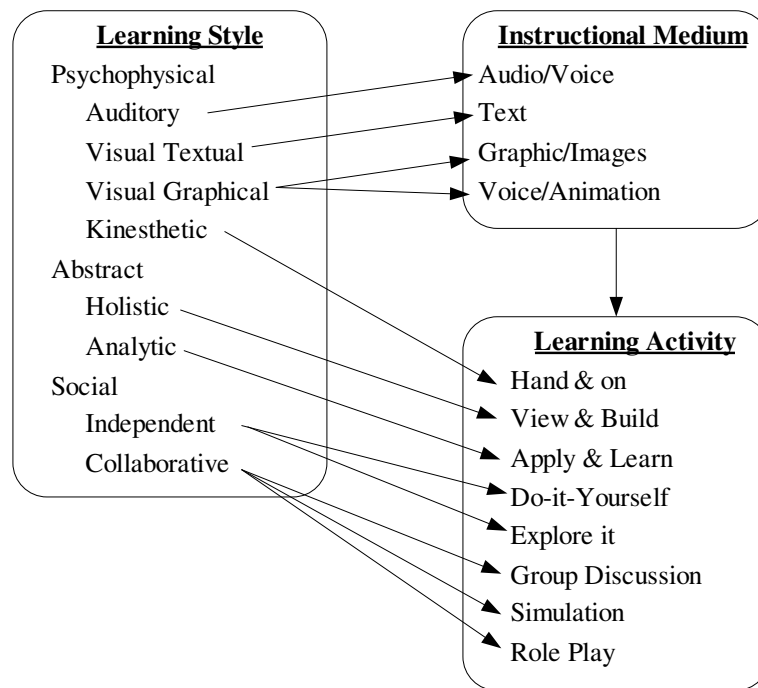 Learning Style
Psychophysical
Auditory
Visual Textual
Visual Graphical
Kinesthetic
Abstract
Holistic
Analytic
Social
Independent
Collaborative
Instructional Medium
Audio/Voice
Text
Graphic/Images
Voice/Animation
Learning Activity
Hand & on
View & Build
Apply & Learn
Do-it-Yourself
Explore it
Group Discussion
Simulation
Role Play